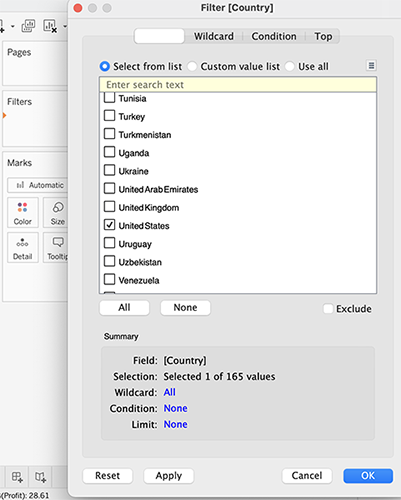 Filter [Country]
Wildcard Condition Top
Select from list Custom value list Use all
Enter search text
Tunisia
Turkey
Turkmenistan
Uganda
Ukraine
United Arab Emirates
United Kingdom
United States
Uruguay
Uzbekistan
Venezuela
All None Exclude
Summary
Field: [Country]
Selection: Selected 1 of 165 values
Wildcard: All
Condition: None
Limit: None
Reset Apply Cancel OK
Pages
Filters
Marks
Automatic
Color Size
Detail Tooltip
(Profit): 28.61